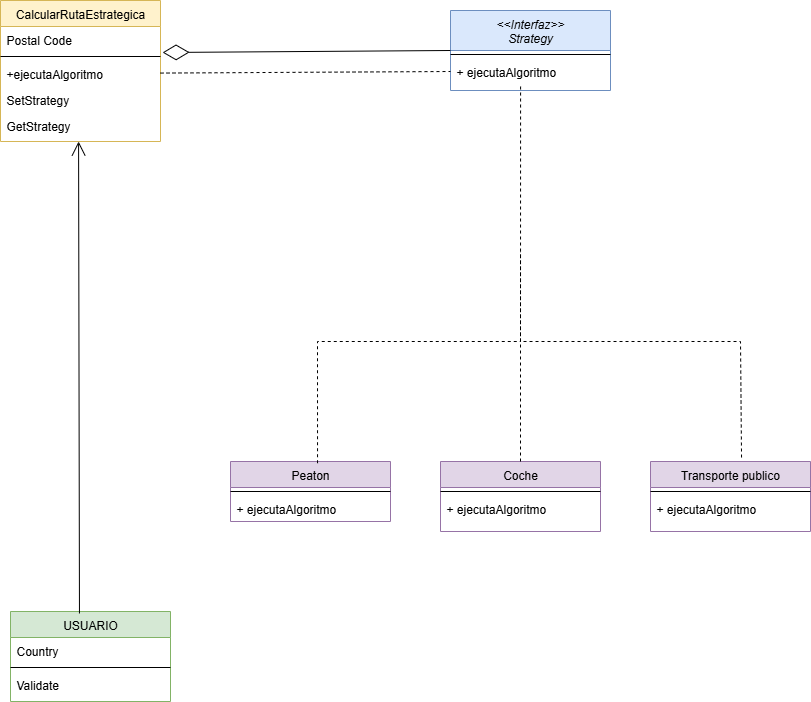 CalcularRutaEstrategica
Postal Code
+ejecutaAlgoritmo
SetStrategy
GetStrategy
<<Interfaz>>
Strategy
+ ejecutaAlgoritmo
Peaton
+ ejecutaAlgoritmo
Coche
+ ejecutaAlgoritmo
Transporte publico
+ ejecutaAlgoritmo
USUARIO
Country
Validate